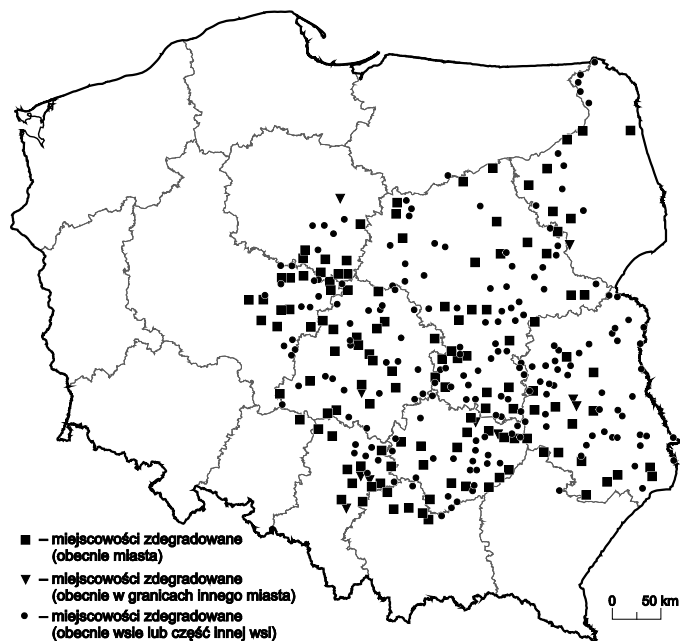 – miejscowości zdegradowane
(obecnie miasta)
– miejscowości zdegradowane
(obecnie w granicach innego miasta)
– miejscowości zdegradowane
(obecnie wsie lub część innej wsi)
0 50 km